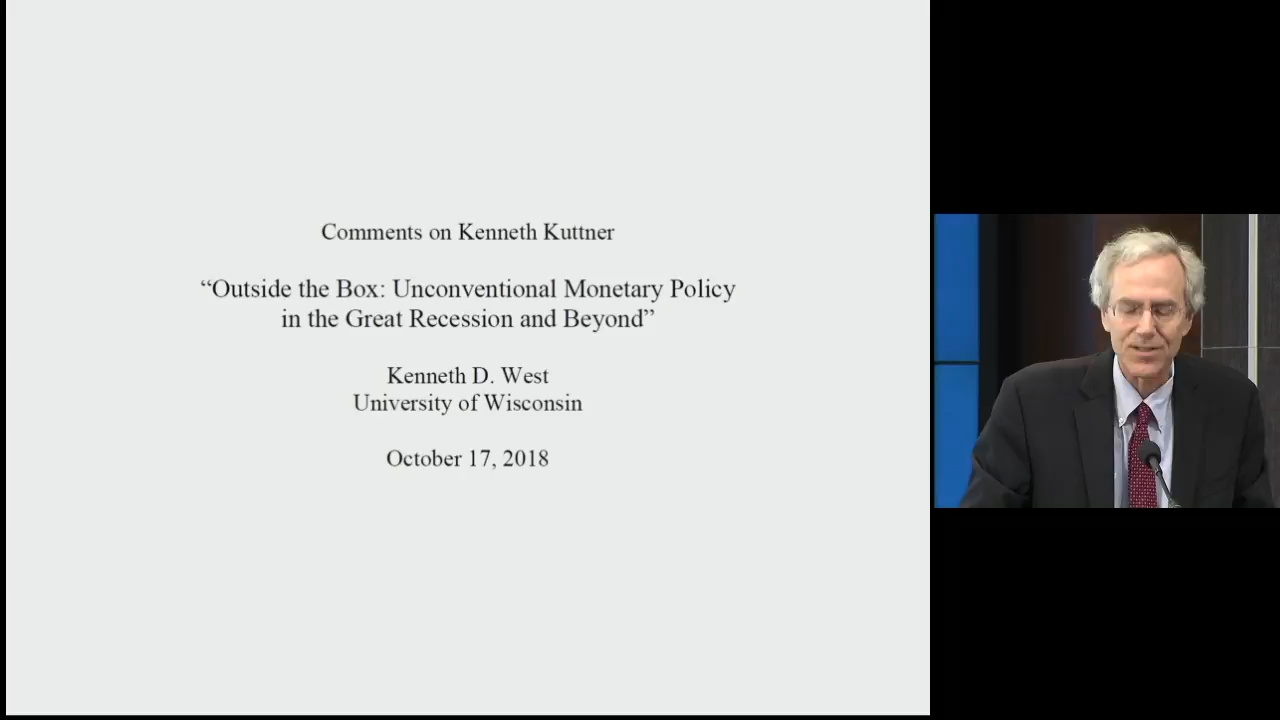 Comments on Kenneth Kuttner
“Outside the Box: Unconventional Monetary Policy
in the Great Recession and Beyond”
Kenneth D. West
University of Wisconsin
October 17, 2018